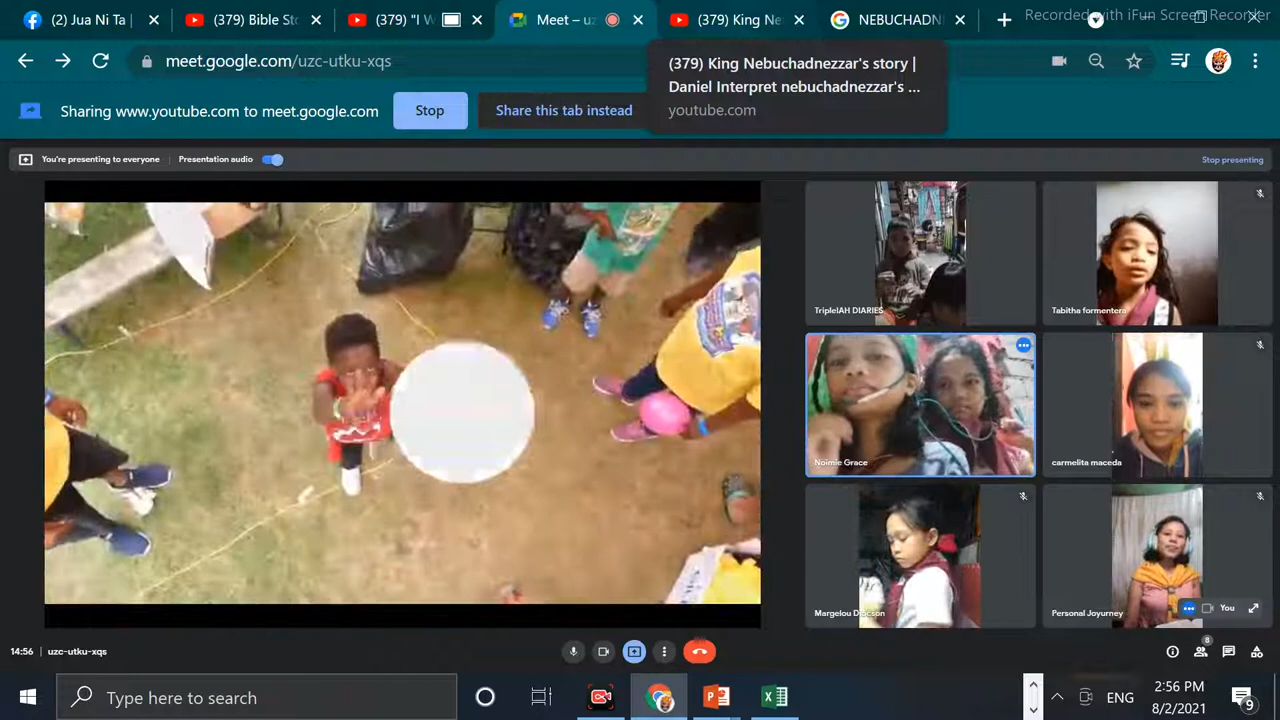 (2) Jua Ni Ta |
(379) Bible Sto
(379) "I W
Meet – uz
(379) King Ne
NEBUCHADN
Recorded with iFun Screen Recorder
meet.google.com/uzc-utku-xqs
(379) King Nebuchadnezzar's story |
Daniel Interpret nebuchadnezzar's ...
youtube.com
Sharing www.youtube.com to meet.google.com
Stop
Share this tab instead
You're presenting to everyone
Presentation audio
Stop presenting
TripleIAH DIARIES
Tabitha formentera
Noimie Grace
carmelita maceda
Margelou Dipcson
Personal Joyurney
You
14:56
uzc-utku-xqs
8
Type here to search
ENG
2:56 PM
8/2/2021
9